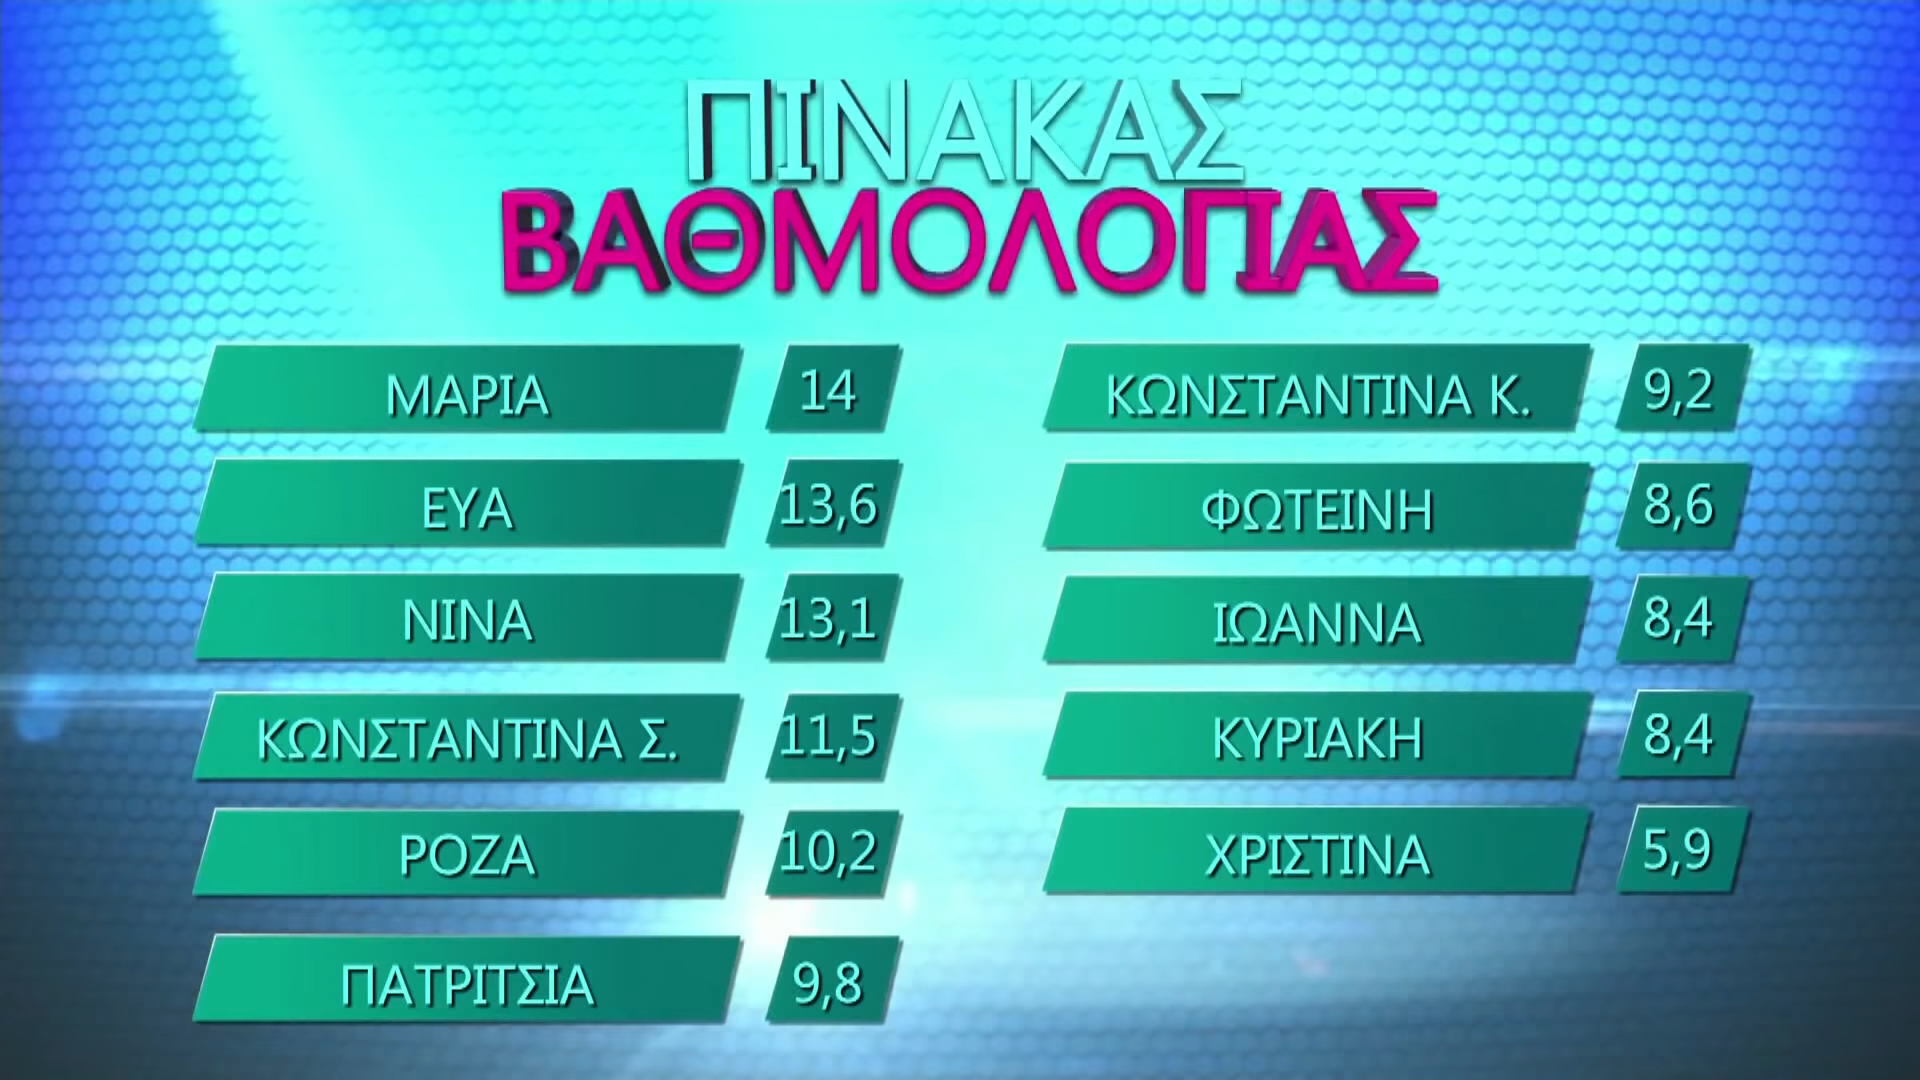 ΠΙΝΑΚΑΣ
ΒΑΘΜΟΛΟΓΙΑΣ
ΜΑΡΙΑ 14
ΕΥΑ 13,6
ΝΙΝΑ 13,1
ΚΩΝΣΤΑΝΤΙΝΑ Σ. 11,5
ΡΟΖΑ 10,2
ΠΑΤΡΙΤΣΙΑ 9,8
ΚΩΝΣΤΑΝΤΙΝΑ Κ. 9,2
ΦΩΤΕΙΝΗ 8,6
ΙΩΑΝΝΑ 8,4
ΚΥΡΙΑΚΗ 8,4
ΧΡΙΣΤΙΝΑ 5,9